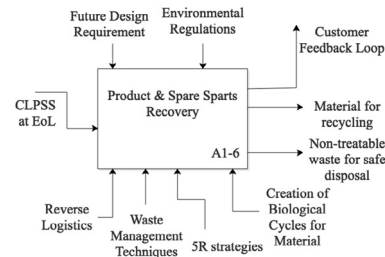 Future Design
Requirement
Environmental
Regulations
Customer
Feedback Loop
CLPSS
at EoL
Product & Spare Sparts
Recovery
A1-6
Material for
recycling
Non-treatable
waste for safe
disposal
Reverse
Logistics
Waste
Management
Techniques
5R strategies
Creation of
Biological
Cycles for
Material